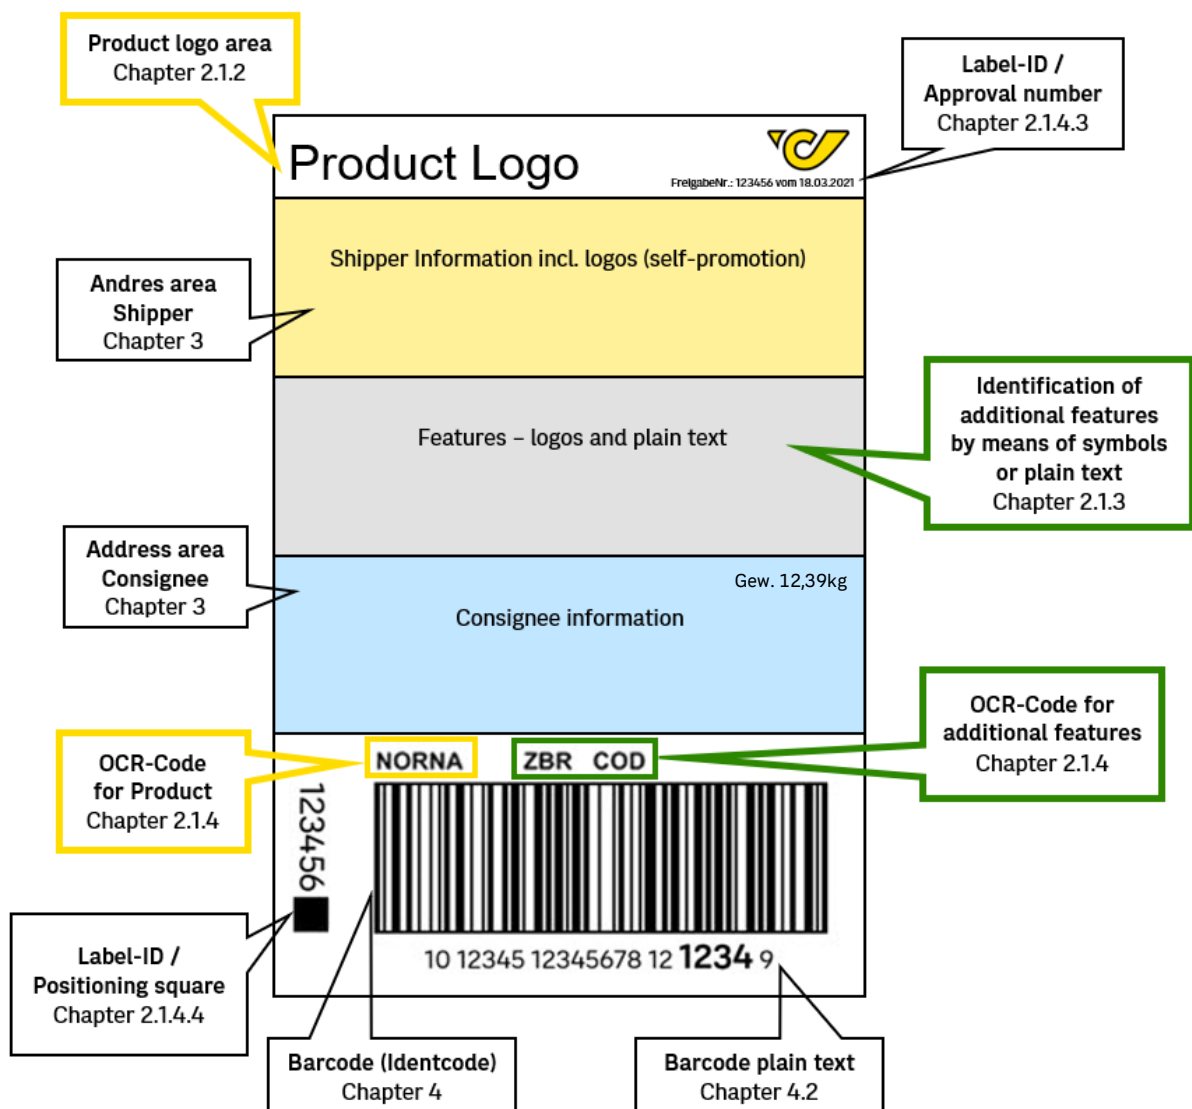 Product logo area
Chapter 2.1.2
Label-ID /
Approval number
Chapter 2.1.4.3
Product Logo
FreigabeNr.: 123456 vom 18.03.2021
Shipper Information incl. logos (self-promotion)
Andres area
Shipper
Chapter 3
Features – logos and plain text
Identification of
additional features
by means of symbols
or plain text
Chapter 2.1.3
Address area
Consignee
Chapter 3
Gew. 12,39kg
Consignee information
OCR-Code
for Product
Chapter 2.1.4
NORNA ZBR COD
OCR-Code for
additional features
Chapter 2.1.4
123456
Label-ID /
Positioning square
Chapter 2.1.4.4
10 12345 12345678 12 1234 9
Barcode (Identcode)
Chapter 4
Barcode plain text
Chapter 4.2